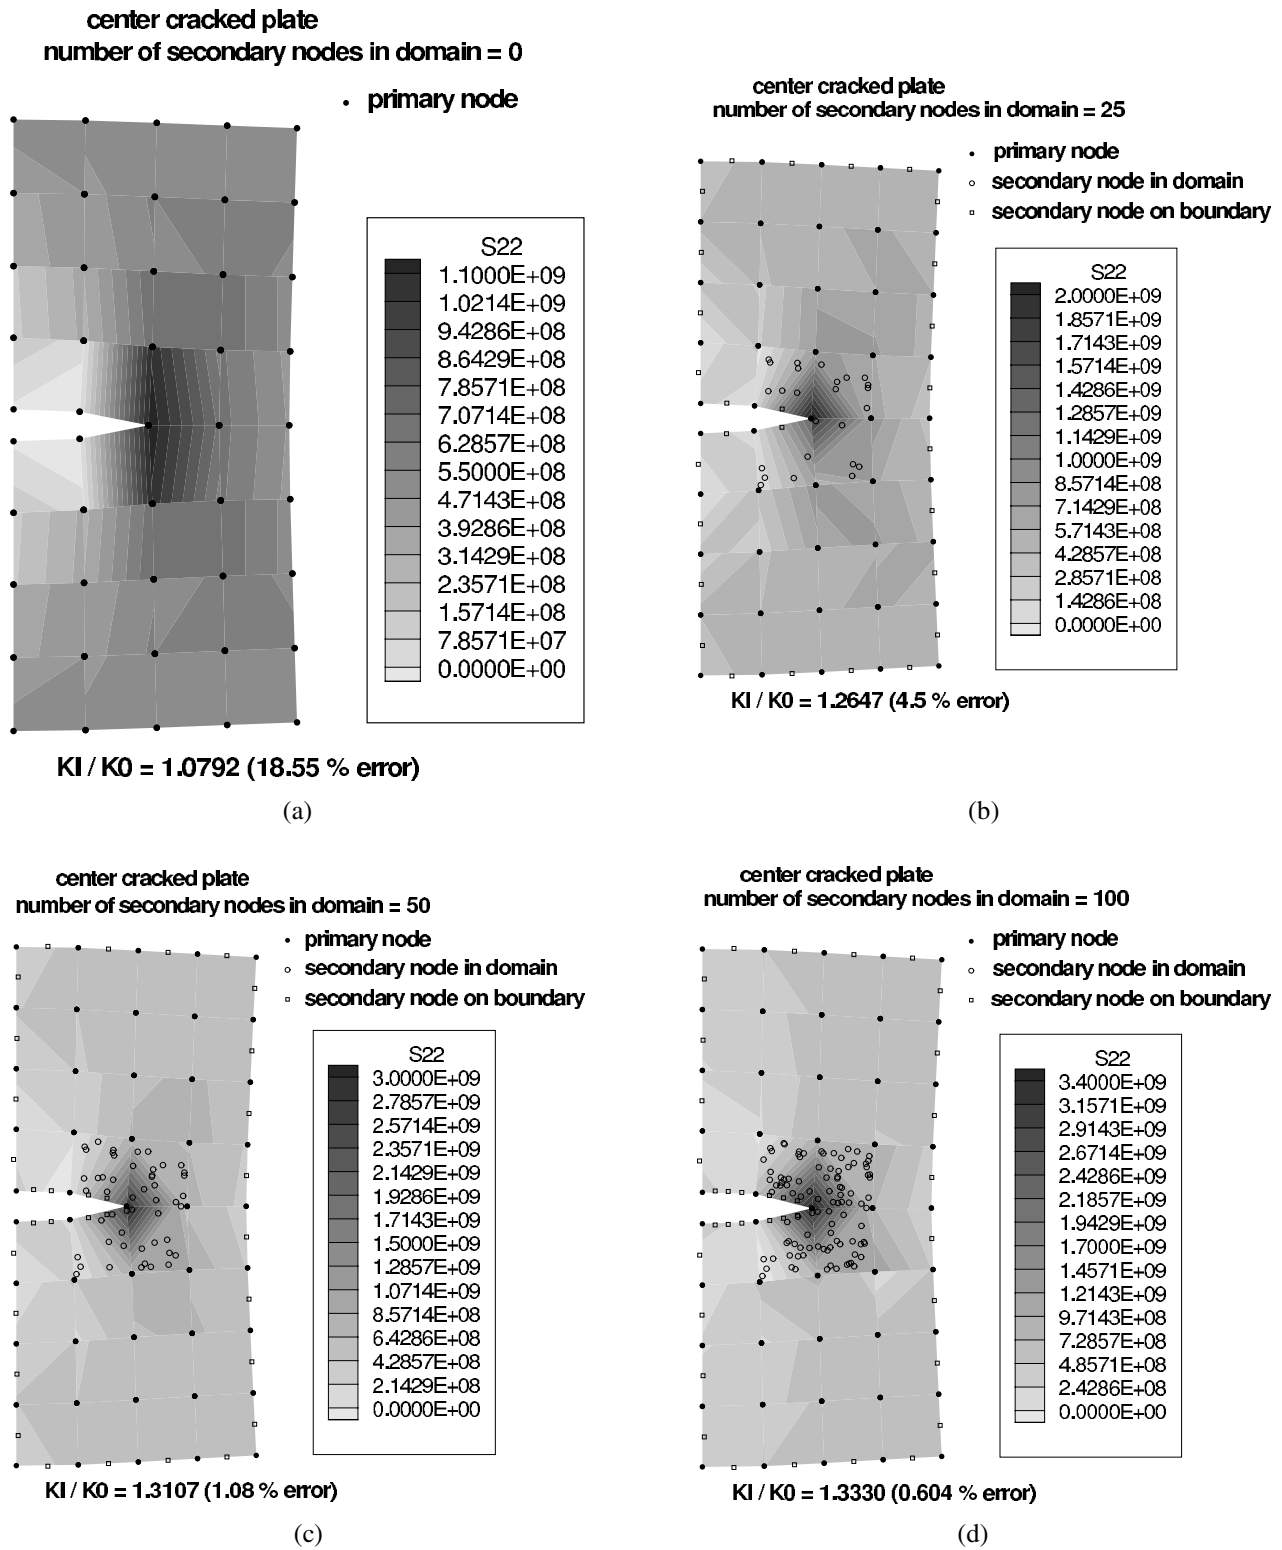 center cracked plate
number of secondary nodes in domain = 0
primary node
S22
1.1000E+09
1.0214E+09
9.4286E+08
8.6429E+08
7.8571E+08
7.0714E+08
6.2857E+08
5.5000E+08
4.7143E+08
3.9286E+08
3.1429E+08
2.3571E+08
1.5714E+08
7.8571E+07
0.0000E+00
KI / K0 = 1.0792 (18.55 % error)
(a)
center cracked plate
number of secondary nodes in domain = 25
primary node
secondary node in domain
secondary node on boundary
S22
2.0000E+09
1.8571E+09
1.7143E+09
1.5714E+09
1.4286E+09
1.2857E+09
1.1429E+09
1.0000E+09
8.5714E+08
7.1429E+08
5.7143E+08
4.2857E+08
2.8571E+08
1.4286E+08
0.0000E+00
KI / K0 = 1.2647 (4.5 % error)
(b)
center cracked plate
number of secondary nodes in domain = 50
primary node
secondary node in domain
secondary node on boundary
S22
3.0000E+09
2.7857E+09
2.5714E+09
2.3571E+09
2.1429E+09
1.9286E+09
1.7143E+09
1.5000E+09
1.2857E+09
1.0714E+09
8.5714E+08
6.4286E+08
4.2857E+08
2.1429E+08
0.0000E+00
KI / K0 = 1.3107 (1.08 % error)
(c)
center cracked plate
number of secondary nodes in domain = 100
primary node
secondary node in domain
secondary node on boundary
S22
3.4000E+09
3.1571E+09
2.9143E+09
2.6714E+09
2.4286E+09
2.1857E+09
1.9429E+09
1.7000E+09
1.4571E+09
1.2143E+09
9.7143E+08
7.2857E+08
4.8571E+08
2.4286E+08
0.0000E+00
KI / K0 = 1.3330 (0.604 % error)
(d)